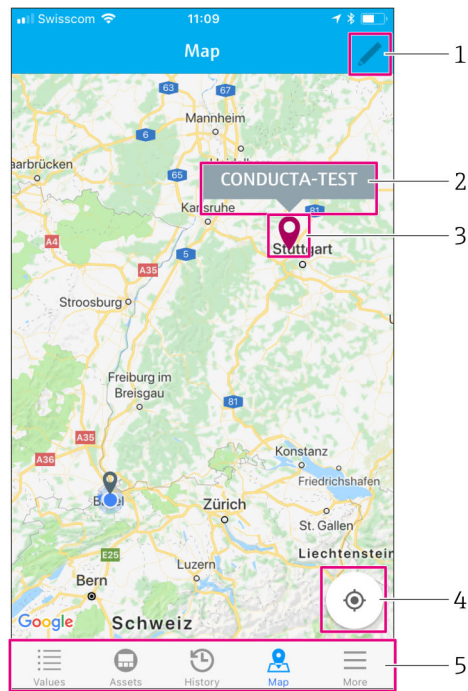 Swisscom 11:09
Map
1
63 67
Mannheim
6
aarbrücken
65
CONDUCTA-TEST
2
Karlsruhe
81
3
A4
5
Stuttgart
A35
Stroosburg
Freiburg im
Breisgau
81
A35
A36
Konstanz
Friedrichshafen
Basel
Zürich
St. Gallen
E25
Liechtenstein
Luzern
Bern
4
Google
Schweiz
5
Values Assets History Map More